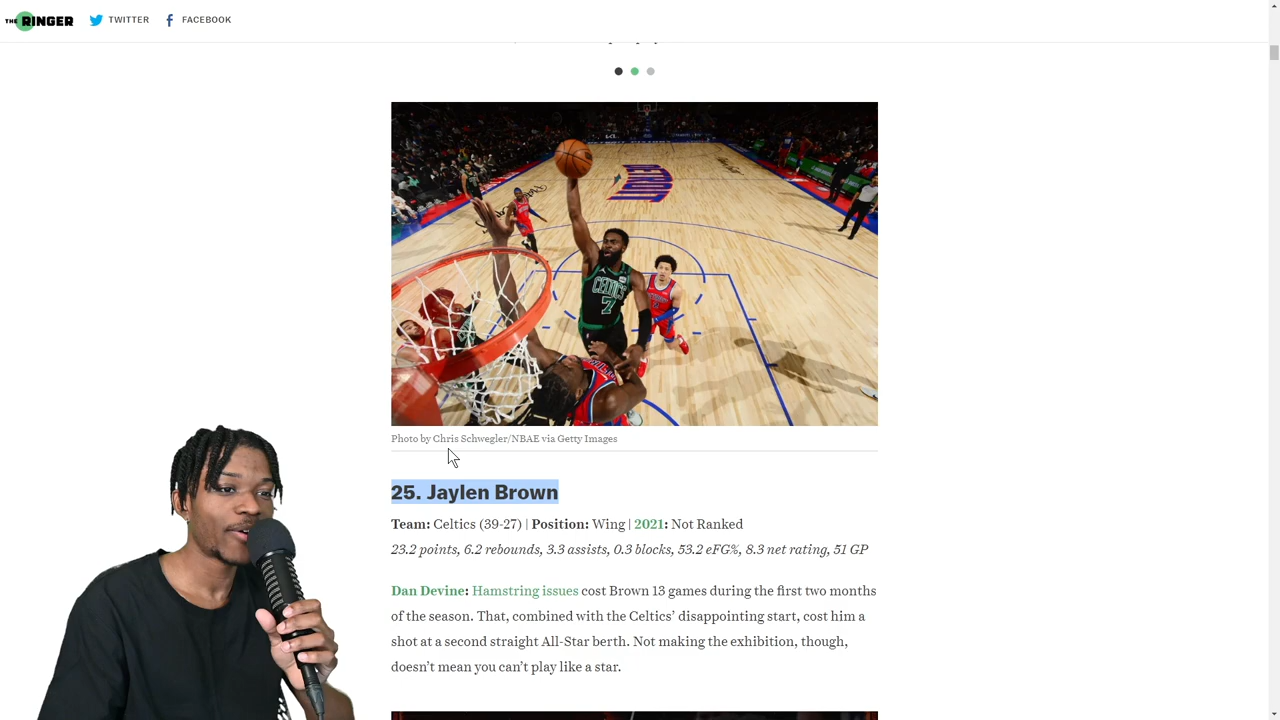 THE RINGER TWITTER FACEBOOK
Photo by Chris Schwegler/NBAE via Getty Images
CELTICS
7
25. Jaylen Brown
Team: Celtics (39-27) | Position: Wing | 2021: Not Ranked
23.2 points, 6.2 rebounds, 3.3 assists, 0.3 blocks, 53.2 eFG%, 8.3 net rating, 51 GP
Dan Devine: Hamstring issues cost Brown 13 games during the first two months
of the season. That, combined with the Celtics’ disappointing start, cost him a
shot at a second straight All-Star berth. Not making the exhibition, though,
doesn’t mean you can’t play like a star.